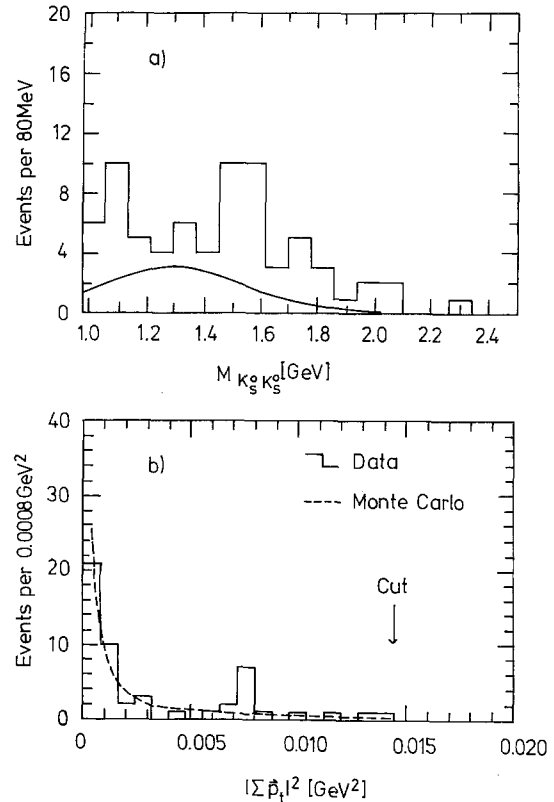 20
16
12
8
4
0
Events per 80MeV
a)
1.0
1.2
1.4
1.6
1.8
2.0
2.2
2.4
M K⁰ₛ K⁰ₛ [GeV]
40
30
20
10
0
Events per 0.0008GeV²
b)
Data
Monte Carlo
Cut
0
0.005
0.010
0.015
0.020
|Σp⃗ₜ|² [GeV²]